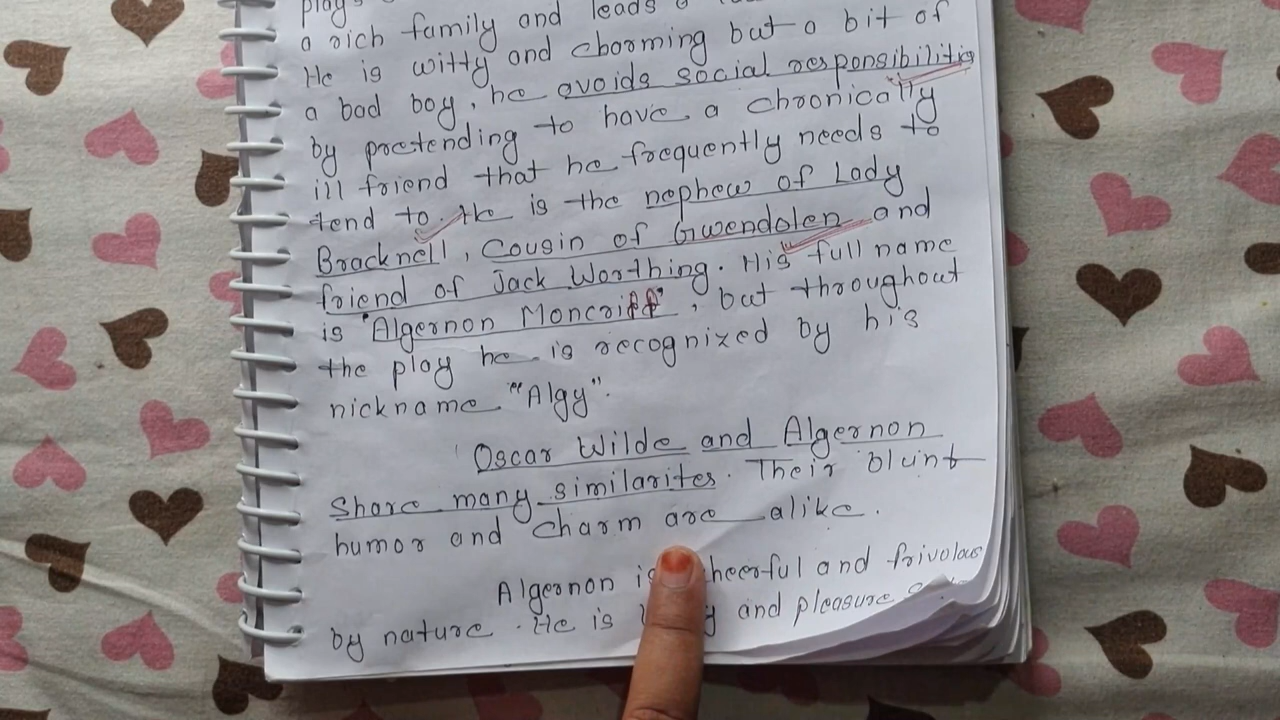 play
a rich family and leads a
He is witty and charming but a bit of
a bad boy, he avoids social responsibilitie
by pretending to have a chronically
ill friend that he frequently needs to
tend to. He is the nephew of Lady
Bracknell, Cousin of Gwendolen and
friend of Jack Worthing. His full name
is "Algernon Moncriff", but throughout
the play he is recognized by his
nickname "Algy".
Oscar Wilde and Algernon
Share many similarites. Their blunt
humor and Charm are alike.
Algernon is cheerful and frivolous
by nature. He is and pleasure